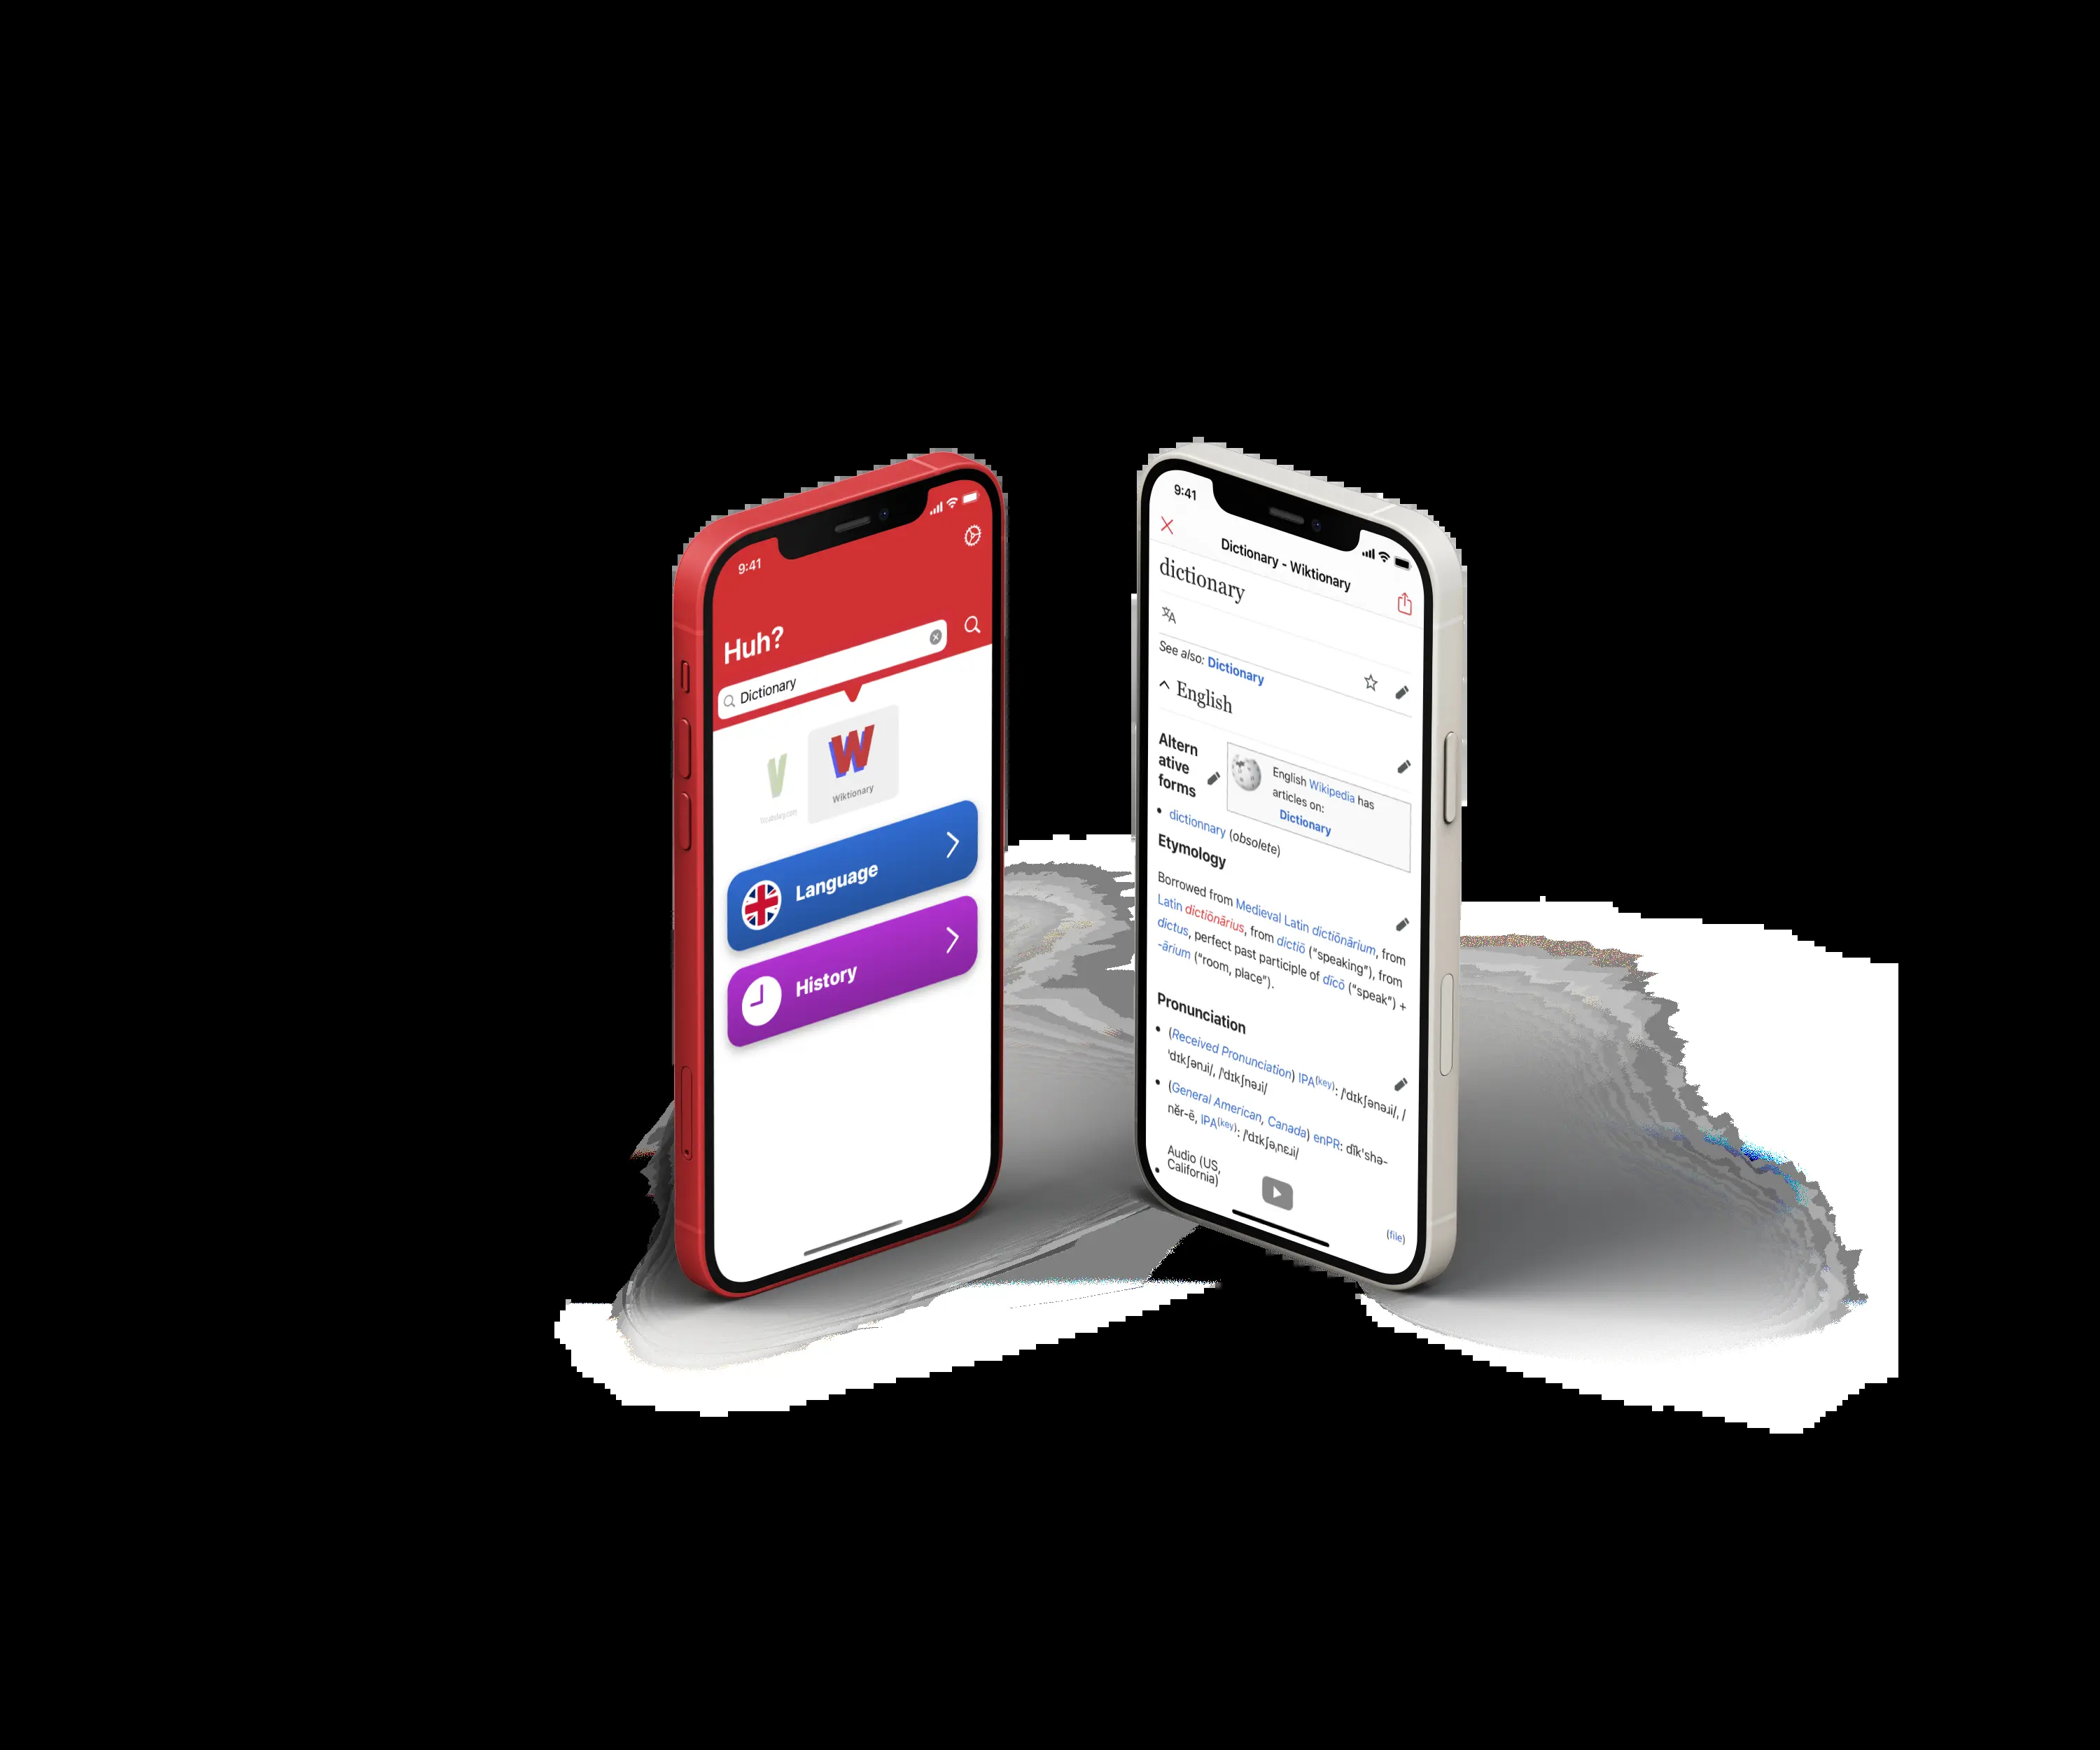 9:41
Huh?
Dictionary
Vocabulary.com
Wiktionary
Language
History
9:41
Dictionary - Wiktionary
dictionary
See also: Dictionary
English
Altern
ative
forms
English Wikipedia has
articles on:
Dictionary
• dictionnary (obsolete)
Etymology
Borrowed from Medieval Latin dictiōnārium, from
Latin dictiōnārius, from dictiō (“speaking”), from
dictus, perfect past participle of dīcō (“speak”) +
-ārium (“room, place”).
Pronunciation
• (Received Pronunciation) IPA(key): /ˈdɪkʃənəɹi/, /
ˈdɪkʃənɹi/, /ˈdɪkʃnəɹi/
• (General American, Canada) enPR: dĭk'shə-
nĕr-ē, IPA(key): /ˈdɪkʃəˌnɛɹi/
• Audio (US,
California)
(file)